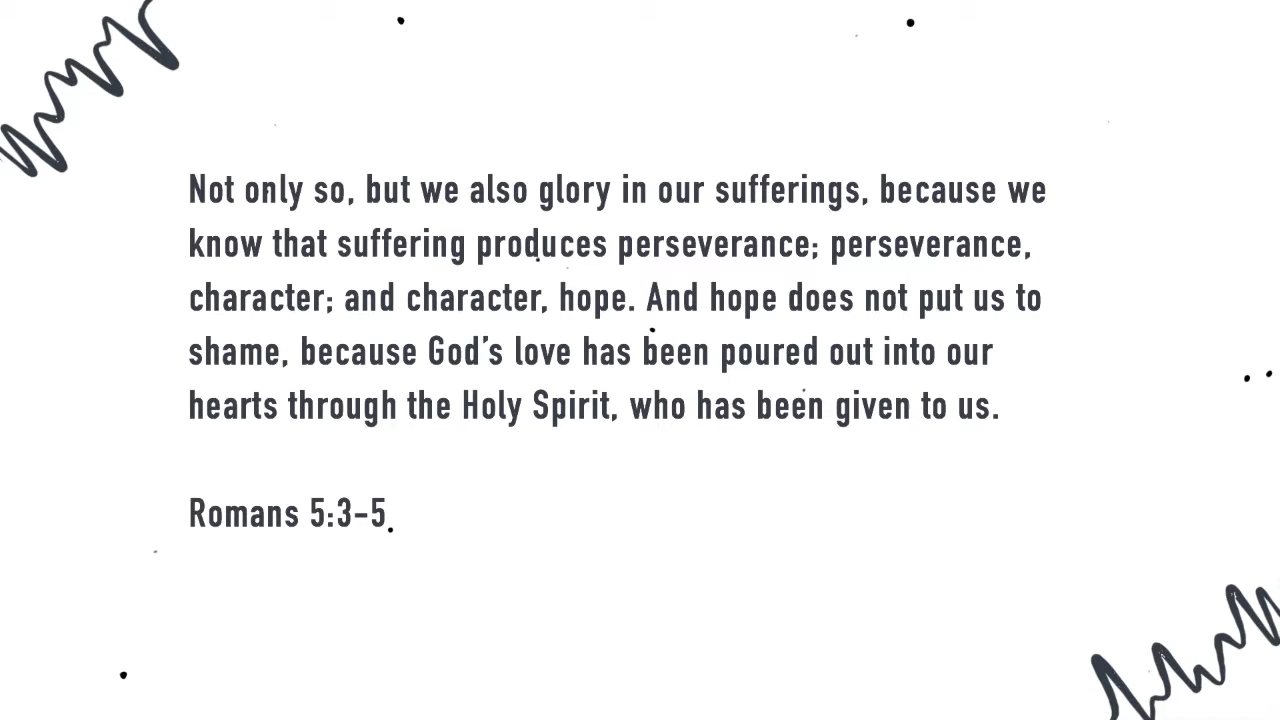 Not only so, but we also glory in our sufferings, because we
know that suffering produces perseverance; perseverance,
character; and character, hope. And hope does not put us to
shame, because God’s love has been poured out into our
hearts through the Holy Spirit, who has been given to us.
Romans 5:3-5